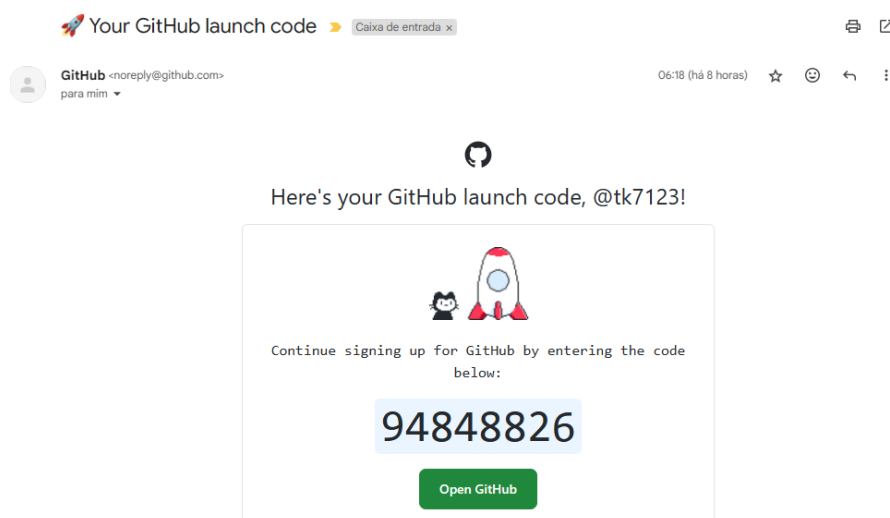 🚀 Your GitHub launch code Caixa de entrada ×
GitHub <noreply@github.com> 06:18 (há 8 horas)
para mim
Here's your GitHub launch code, @tk7123!
Continue signing up for GitHub by entering the code
below:
94848826
Open GitHub